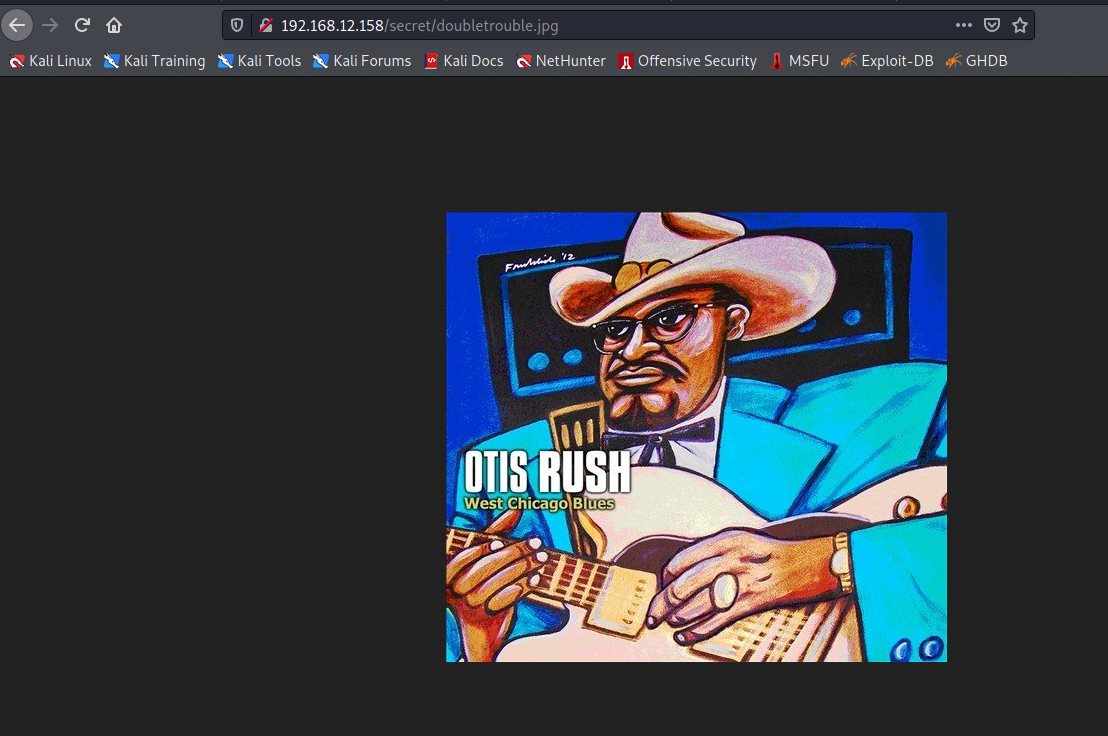 192.168.12.158/secret/doubletrouble.jpg
Kali Linux Kali Training Kali Tools Kali Forums Kali Docs NetHunter Offensive Security MSFU Exploit-DB GHDB
'12
OTIS RUSH
West Chicago Blues